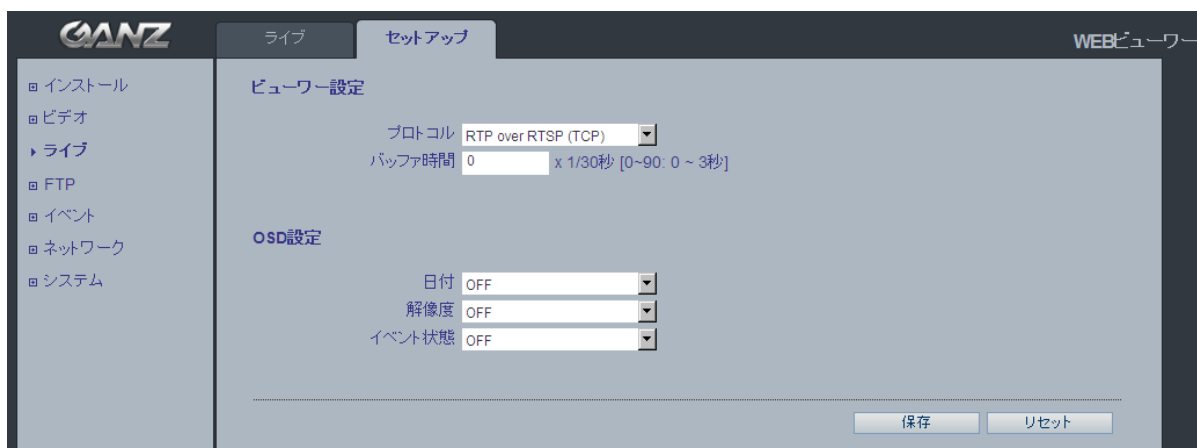 GANZ
ライブ
セットアップ
WEBビューワー
インストール
ビデオ
ライブ
FTP
イベント
ネットワーク
システム
ビューワー設定
プロトコル RTP over RTSP (TCP)
バッファ時間 0 x 1/30秒 [0~90: 0 ~ 3秒]
OSD設定
日付 OFF
解像度 OFF
イベント状態 OFF
保存
リセット